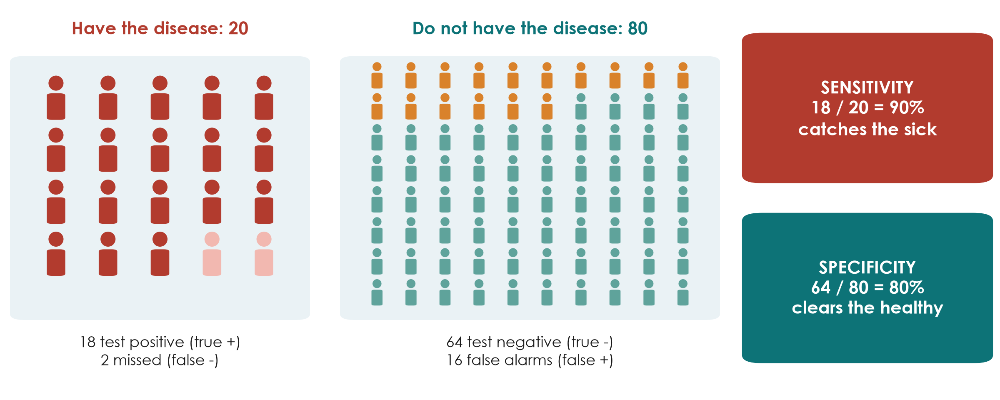 Have the disease: 20
18 test positive (true +)
2 missed (false -)
Do not have the disease: 80
64 test negative (true -)
16 false alarms (false +)
SENSITIVITY
18 / 20 = 90%
catches the sick
SPECIFICITY
64 / 80 = 80%
clears the healthy